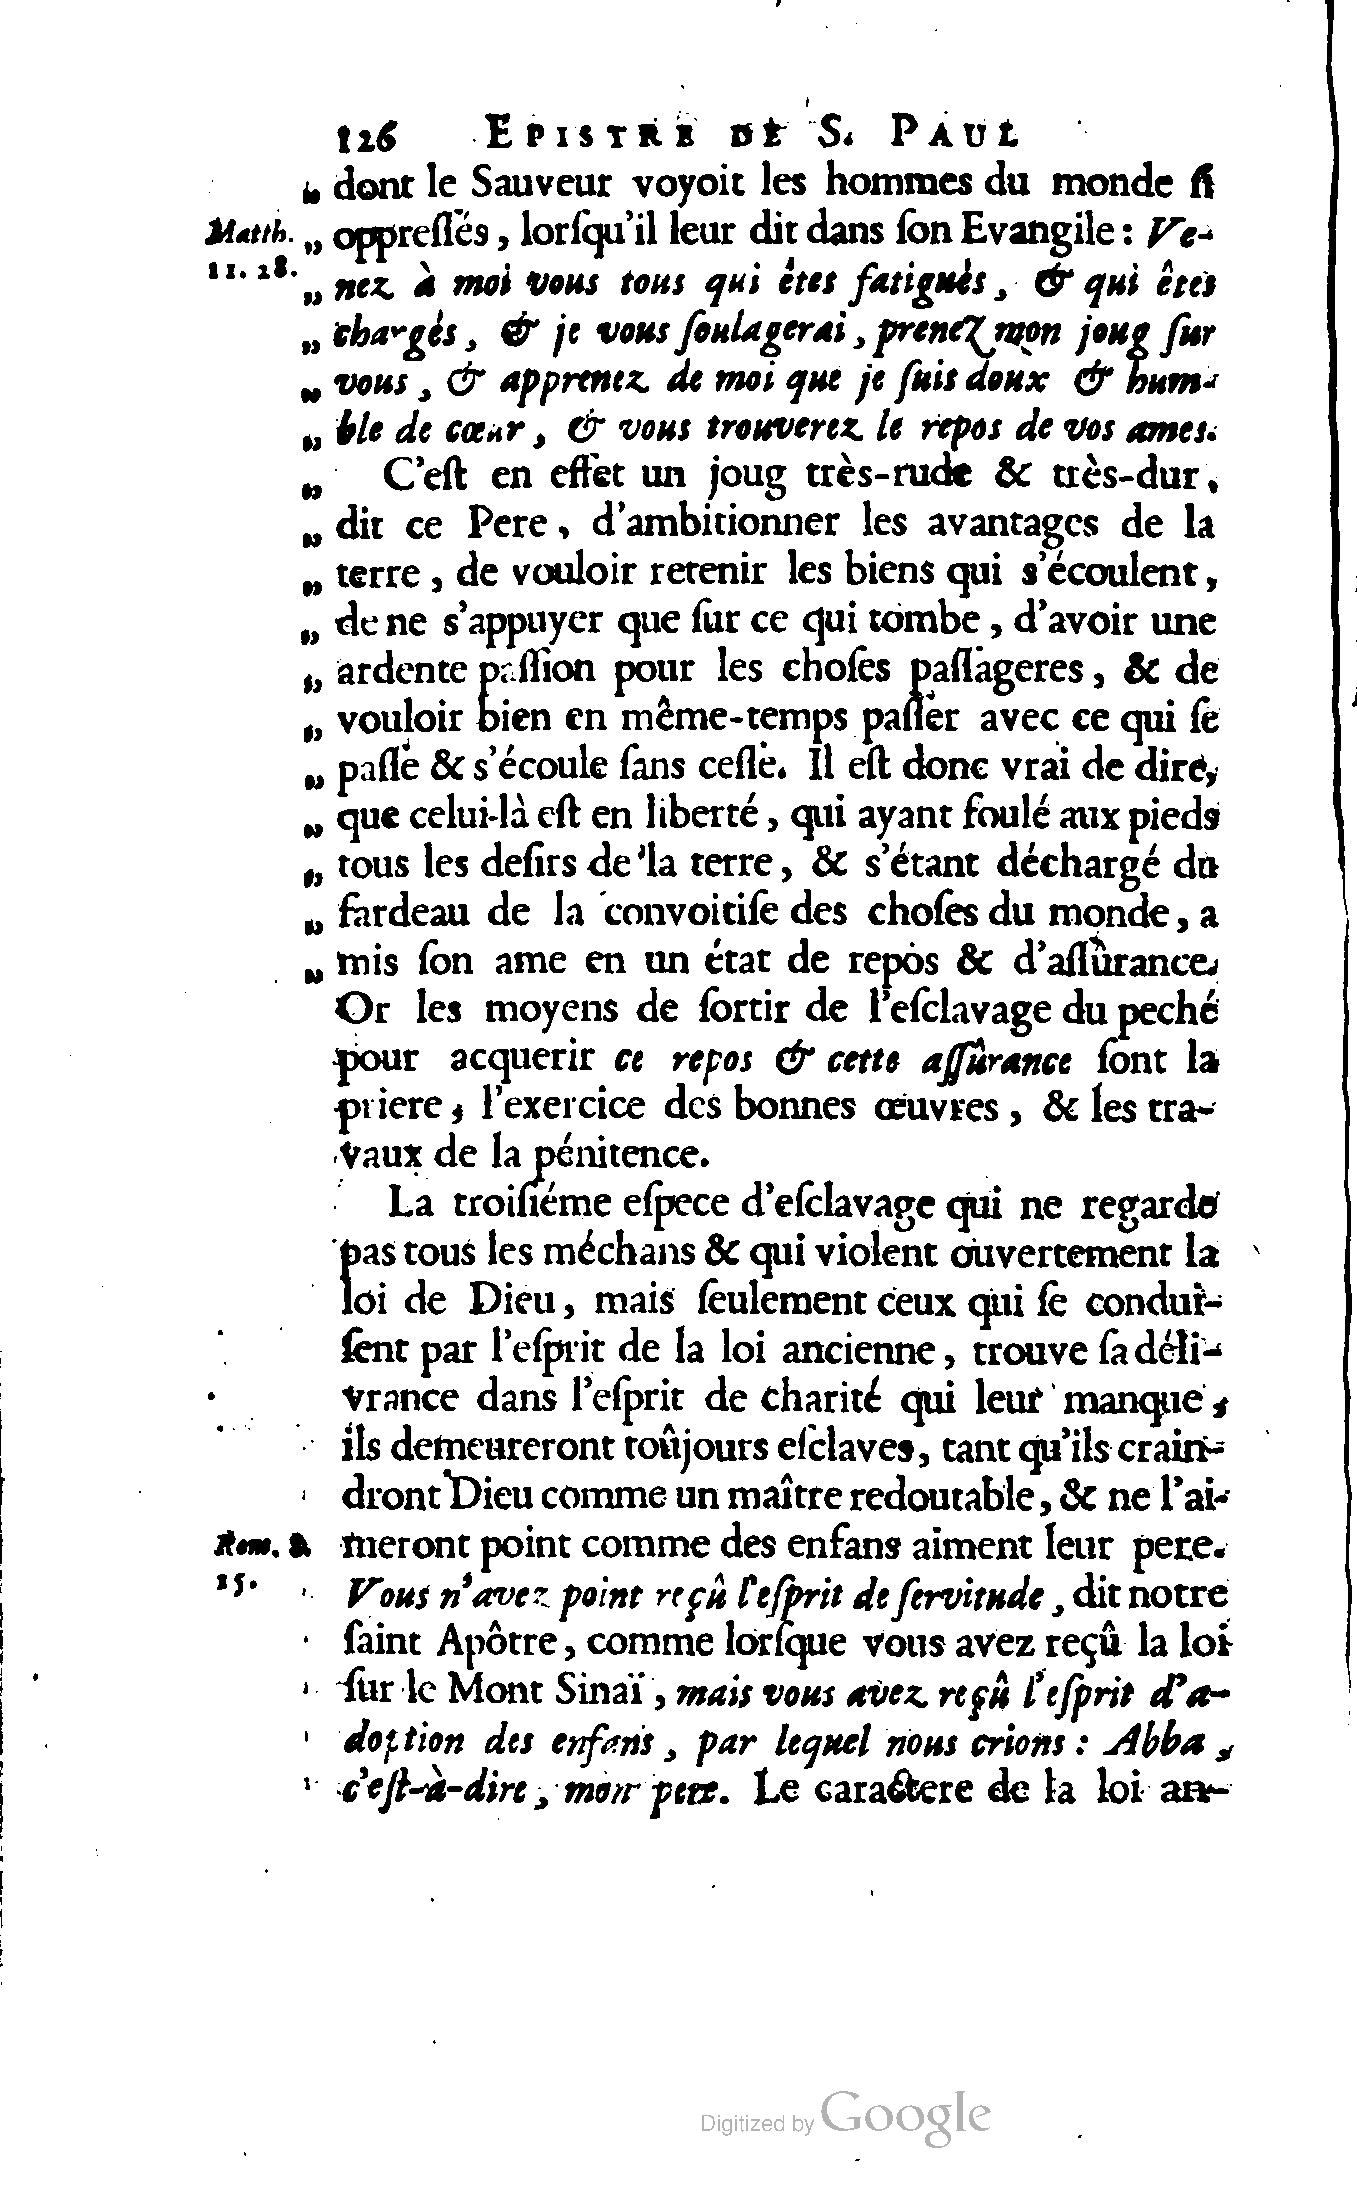 126 EPISTRE DE S. PAUL
„ dont le Sauveur voyoit les hommes du monde ſi
Matth. „ oppreſſés, lorſqu'il leur dit dans ſon Evangile : Ve-
11. 28. „ nez à moi vous tous qui êtes fatigués, & qui êtes
„ chargés, & je vous ſoulagerai, prenez mon joug ſur
„ vous, & apprenez de moi que je ſuis doux & hum-
„ ble de cœur, & vous trouverez le repos de vos ames.
„ C'eſt en effet un joug très-rude & très-dur,
„ dit ce Pere, d'ambitionner les avantages de la
„ terre, de vouloir retenir les biens qui s'écoulent,
„ de ne s'appuyer que ſur ce qui tombe, d'avoir une
„ ardente paſſion pour les choſes paſſageres, & de
„ vouloir bien en même-temps paſſer avec ce qui ſe
„ paſſe & s'écoule ſans ceſſe. Il eſt donc vrai de dire,
„ que celui-là eſt en liberté, qui ayant foulé aux pieds
„ tous les deſirs de la terre, & s'étant déchargé du
„ fardeau de la convoitiſe des choſes du monde, a
„ mis ſon ame en un état de repos & d'aſſûrance.
Or les moyens de ſortir de l'eſclavage du peché
pour acquerir ce repos & cette aſſûrance ſont la
priere, l'exercice des bonnes œuvres, & les tra-
vaux de la pénitence.
La troiſiéme eſpece d'eſclavage qui ne regarde
pas tous les méchans & qui violent ouvertement la
loi de Dieu, mais ſeulement ceux qui ſe condui-
ſent par l'eſprit de la loi ancienne, trouve ſa déli-
vrance dans l'eſprit de charité qui leur manque,
ils demeureront toûjours eſclaves, tant qu'ils crain-
dront Dieu comme un maître redoutable, & ne l'ai-
Rom. 8. meront point comme des enfans aiment leur pere.
15. Vous n'avez point reçû l'eſprit de ſervitude, dit notre
ſaint Apôtre, comme lorſque vous avez reçû la loi
ſur le Mont Sinaï, mais vous avez reçû l'eſprit d'a-
doption des enfans, par lequel nous crions : Abba,
c'eſt-à-dire, mon pere. Le caractere de la loi an-
Digitized by Google